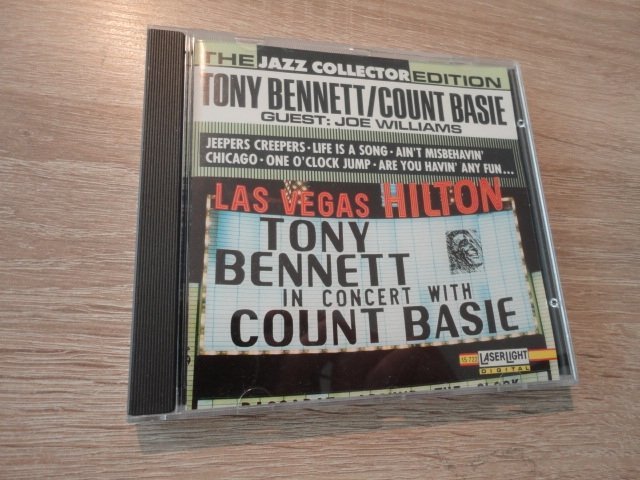 THE JAZZ COLLECTOR EDITION
TONY BENNETT/COUNT BASIE
GUEST: JOE WILLIAMS
JEEPERS CREEPERS · LIFE IS A SONG · AIN'T MISBEHAVIN'
CHICAGO · ONE O'CLOCK JUMP · ARE YOU HAVIN' ANY FUN...
LAS VEGAS HILTON
TONY
BENNETT
IN CONCERT WITH
COUNT BASIE
15 722
LASERLIGHT
DIGITAL